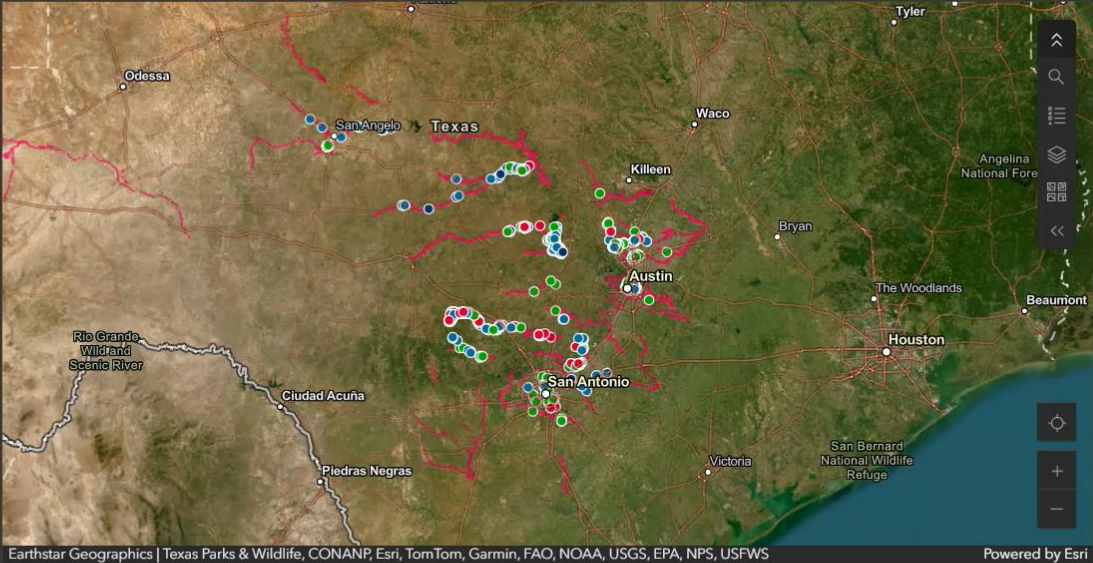 Tyler
Odessa
Waco
San Angelo
Texas
Angelina
Killeen
Bryan
Austin
The Woodlands
Beaumont
Rio Grande
Wild and
Scenic River
Houston
San Antonio
Ciudad Acuña
San Bernard
National Wildlife
Refuge
Victoria
Piedras Negras
Earthstar Geographics | Texas Parks & Wildlife, CONANP, Esri, TomTom, Garmin, FAO, NOAA, USGS, EPA, NPS, USFWS
Powered by Esri